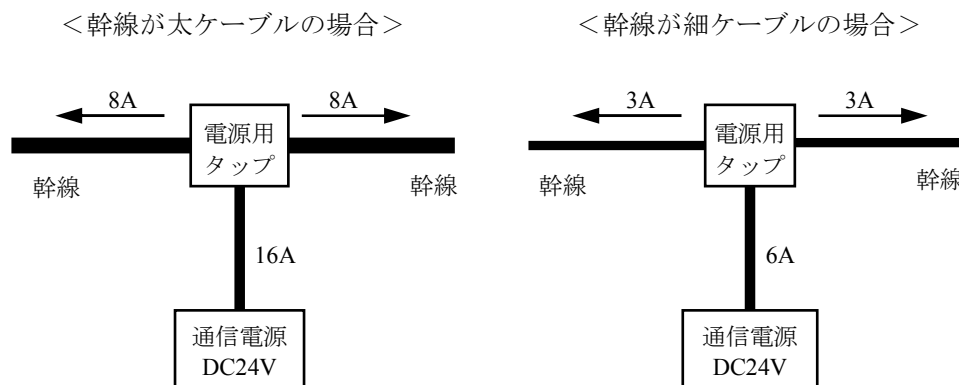 ＜幹線が太ケーブルの場合＞
8A
8A
電源用
タップ
幹線
幹線
16A
通信電源
DC24V
＜幹線が細ケーブルの場合＞
3A
3A
電源用
タップ
幹線
幹線
6A
通信電源
DC24V